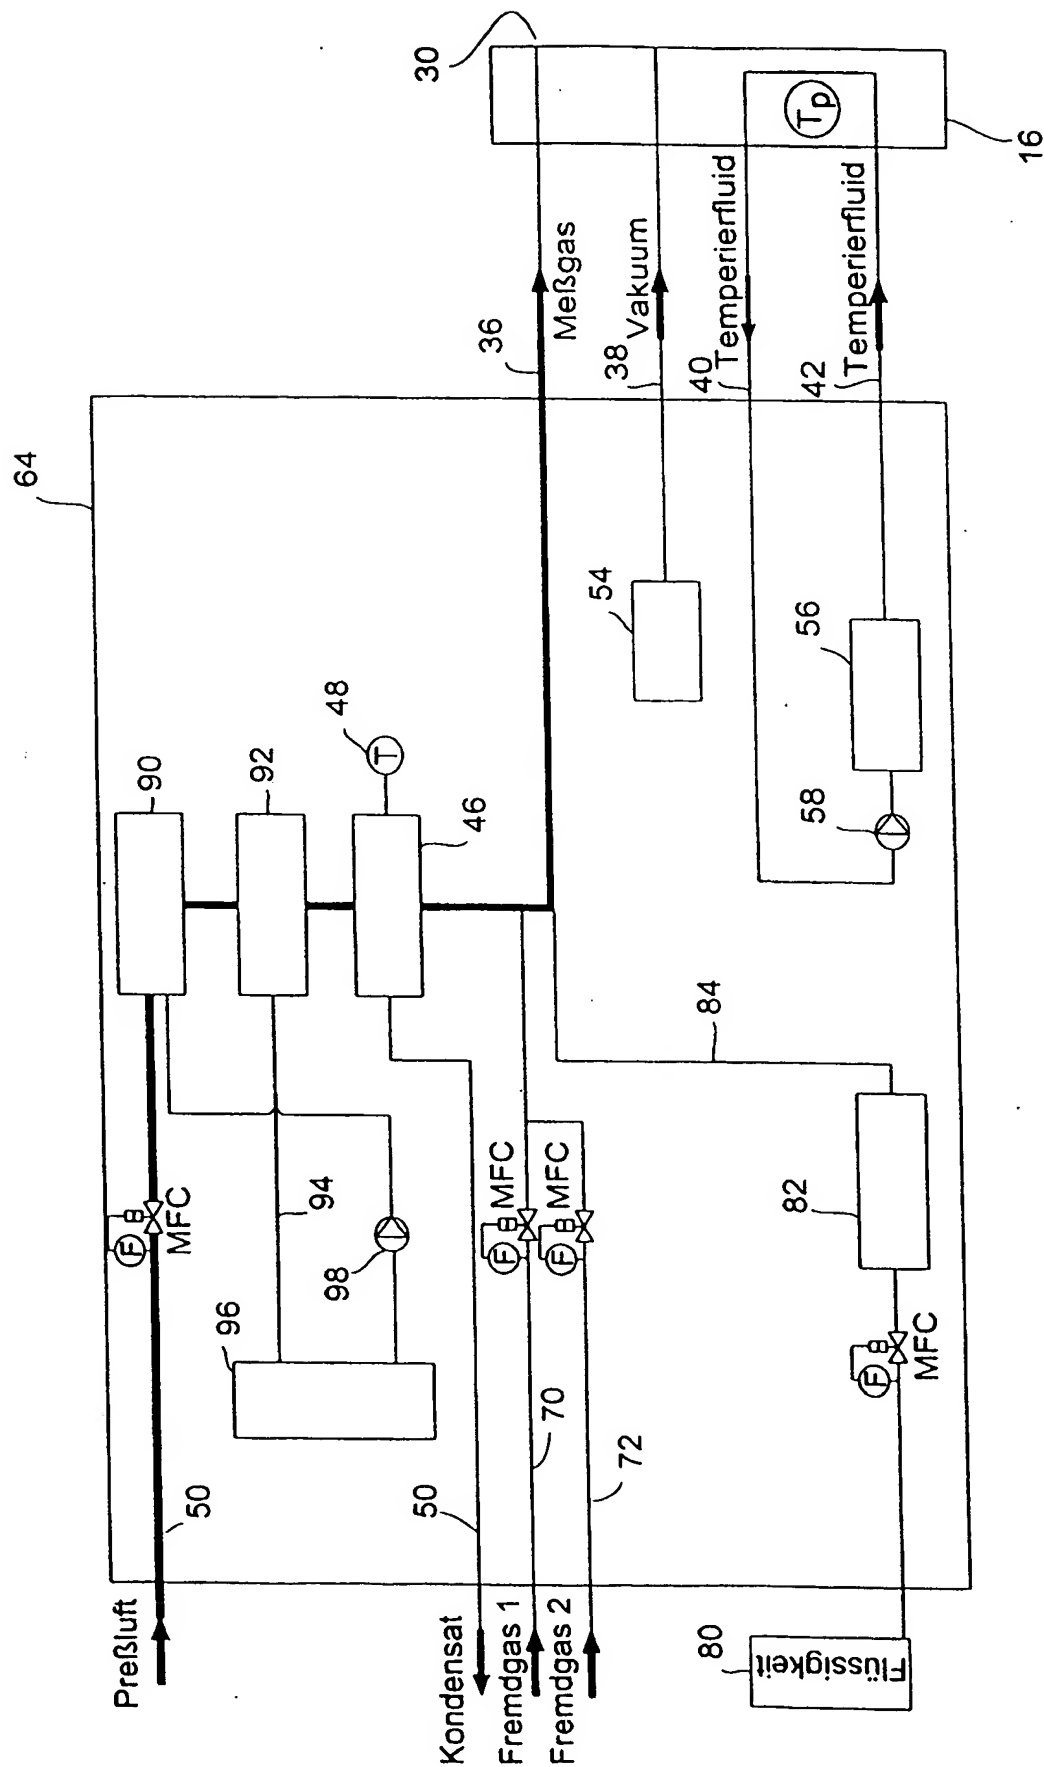 64
30
16
Preßluft
50
F
MFC
90
92
48
T
46
96
94
98
36
Meßgas
38
Vakuum
40
Temperierfluid
42
Temperierfluid
Tp
54
56
58
Kondensat
50
Fremdgas 1
70
F
MFC
Fremdgas 2
72
F
MFC
84
82
80
Flüssigkeit
F
MFC